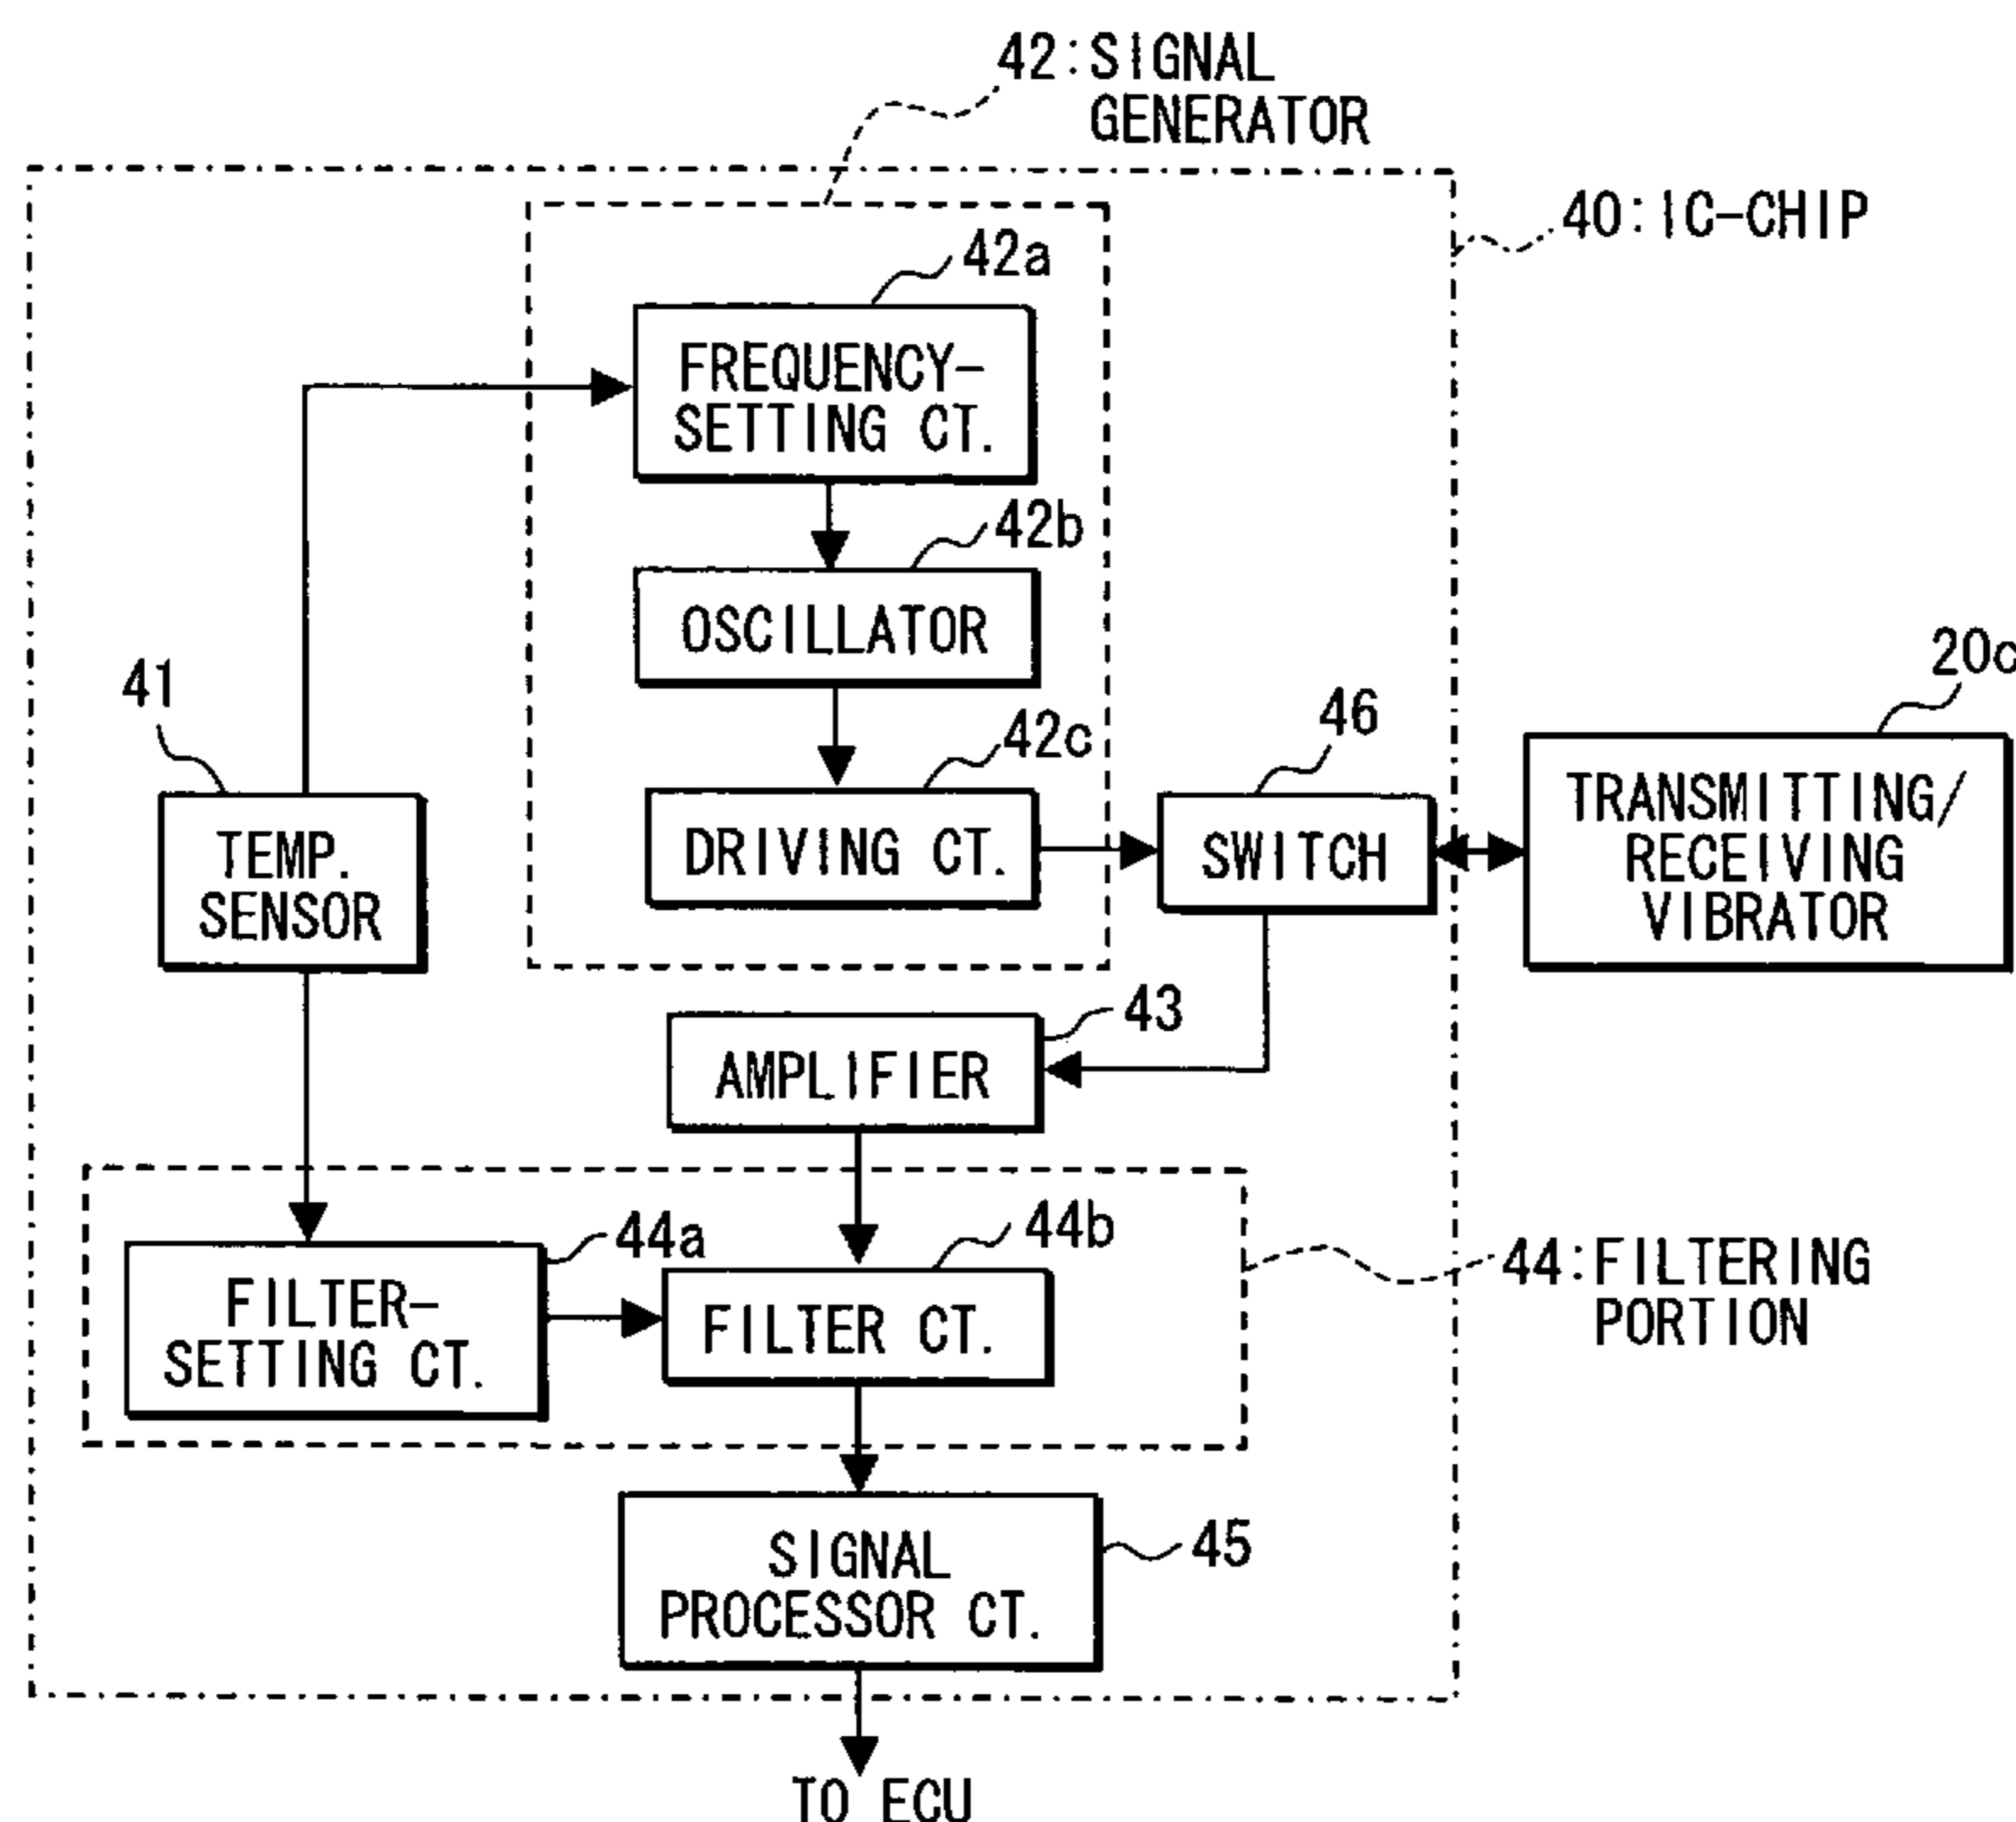 42:SIGNAL
GENERATOR
40:IC-CHIP
42a
FREQUENCY-
SETTING CT.
42b
OSCILLATOR
41
TEMP.
SENSOR
42c
DRIVING CT.
46
SWITCH
20c
TRANSMITTING/
RECEIVING
VIBRATOR
43
AMPLIFIER
44a
FILTER-
SETTING CT.
44b
FILTER CT.
44:FILTERING
PORTION
45
SIGNAL
PROCESSOR CT.
TO ECU